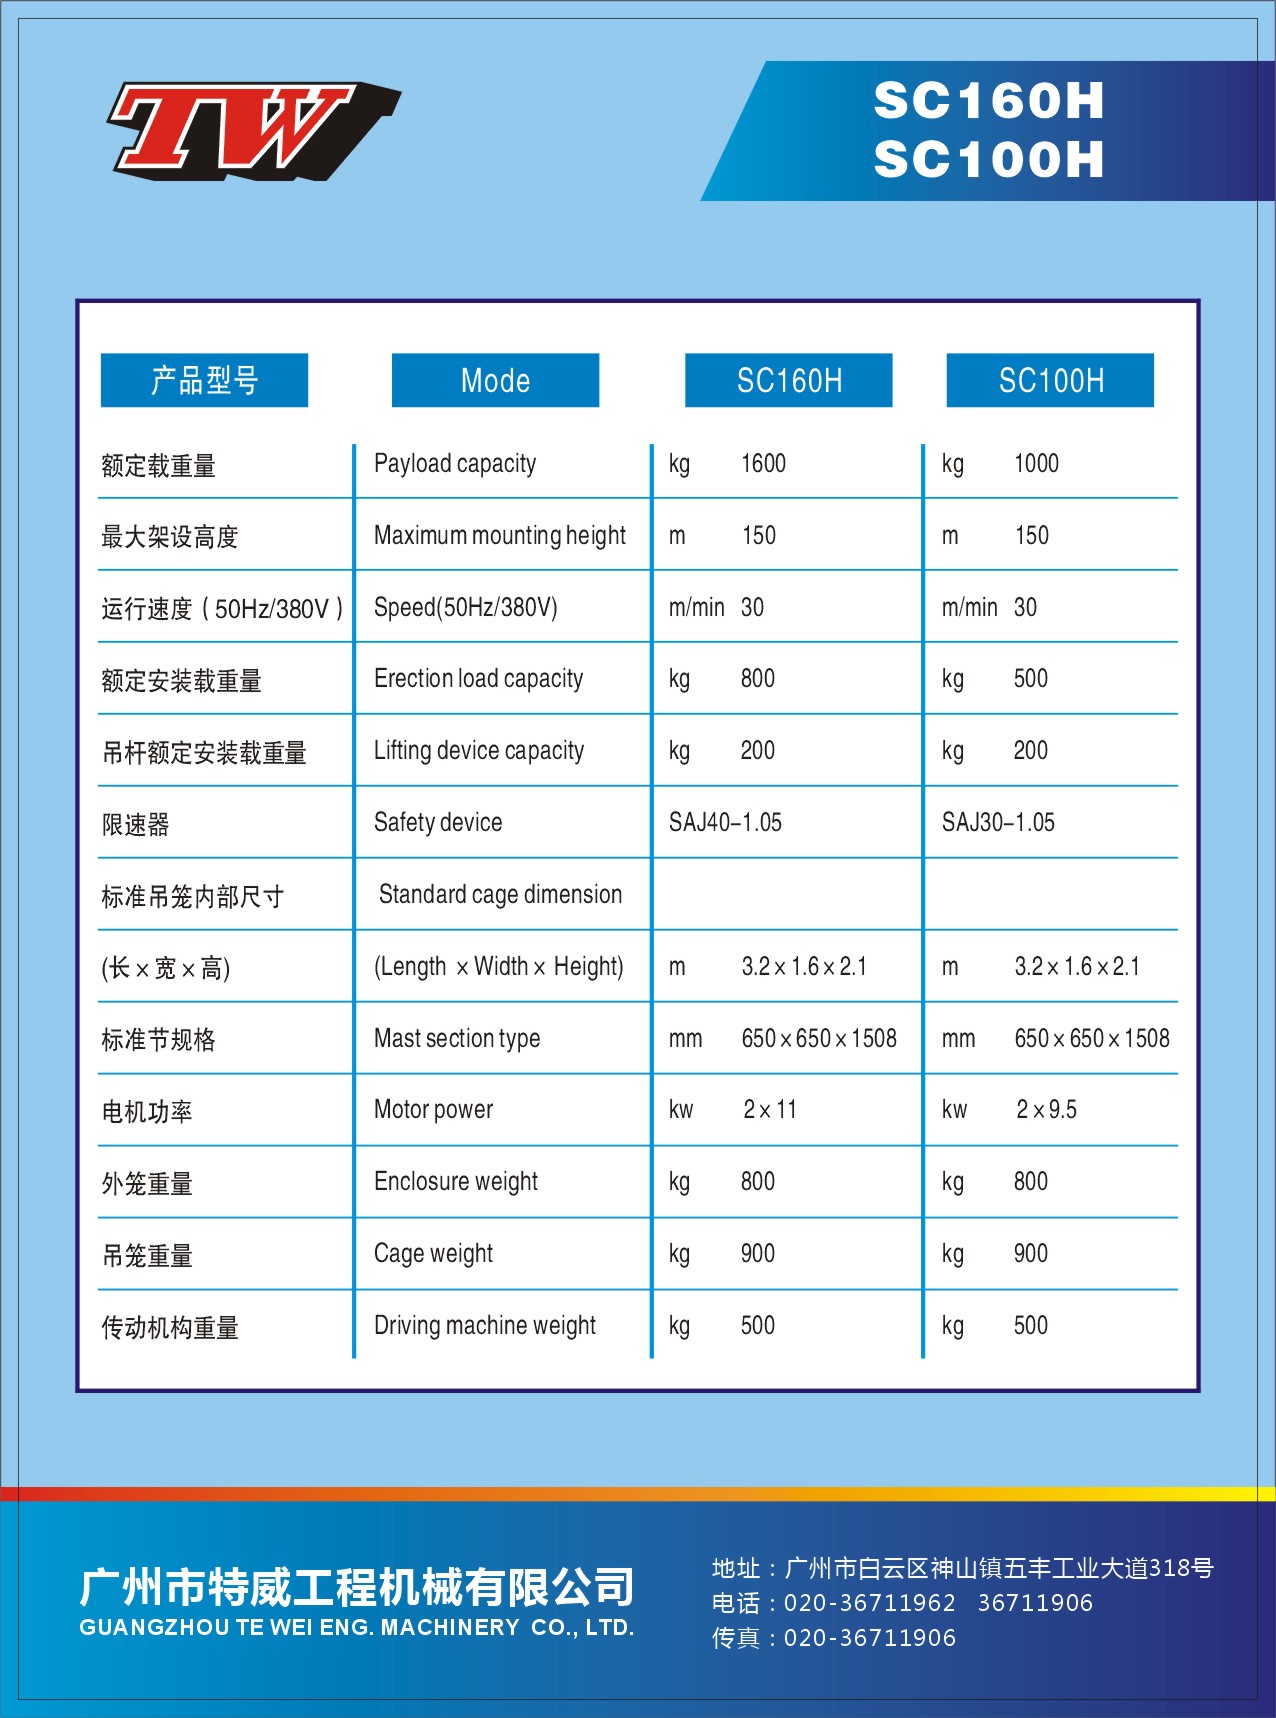 TW
SC160H
SC100H
产品型号 Mode SC160H SC100H
额定载重量 Payload capacity kg 1600 kg 1000
最大架设高度 Maximum mounting height m 150 m 150
运行速度（50Hz/380V） Speed(50Hz/380V) m/min 30 m/min 30
额定安装载重量 Erection load capacity kg 800 kg 500
吊杆额定安装载重量 Lifting device capacity kg 200 kg 200
限速器 Safety device SAJ40-1.05 SAJ30-1.05
标准吊笼内部尺寸 Standard cage dimension
(长×宽×高) (Length ×Width× Height) m 3.2×1.6×2.1 m 3.2×1.6×2.1
标准节规格 Mast section type mm 650×650×1508 mm 650×650×1508
电机功率 Motor power kw 2×11 kw 2×9.5
外笼重量 Enclosure weight kg 800 kg 800
吊笼重量 Cage weight kg 900 kg 900
传动机构重量 Driving machine weight kg 500 kg 500
广州市特威工程机械有限公司
GUANGZHOU TE WEI ENG. MACHINERY CO., LTD.
地址：广州市白云区神山镇五丰工业大道318号
电话：020-36711962 36711906
传真：020-36711906